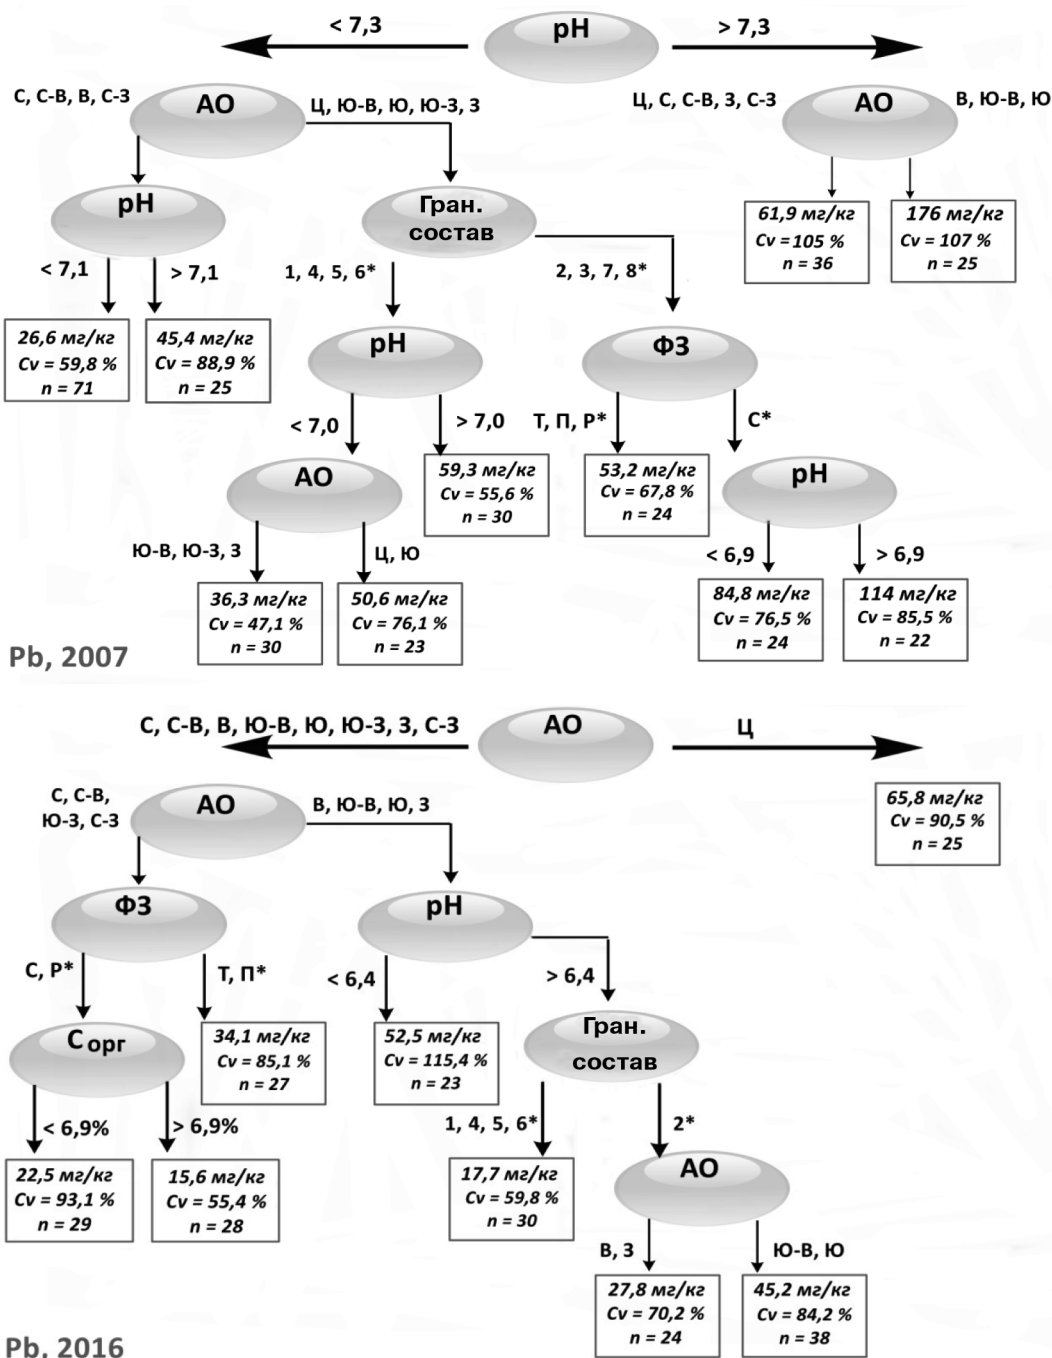 < 7,3
pH
> 7,3
С, С-В, В, С-З
АО
Ц, Ю-В, Ю, Ю-З, З
Ц, С, С-В, З, С-З
АО
В, Ю-В, Ю
pH
Гран.
состав
61,9 мг/кг
Cv = 105 %
n = 36
176 мг/кг
Cv = 107 %
n = 25
< 7,1
> 7,1
1, 4, 5, 6*
2, 3, 7, 8*
26,6 мг/кг
Cv = 59,8 %
n = 71
45,4 мг/кг
Cv = 88,9 %
n = 25
pH
ФЗ
< 7,0
> 7,0
Т, П, Р*
С*
АО
59,3 мг/кг
Cv = 55,6 %
n = 30
53,2 мг/кг
Cv = 67,8 %
n = 24
pH
Ю-В, Ю-З, З
Ц, Ю
< 6,9
> 6,9
36,3 мг/кг
Cv = 47,1 %
n = 30
50,6 мг/кг
Cv = 76,1 %
n = 23
84,8 мг/кг
Cv = 76,5 %
n = 24
114 мг/кг
Cv = 85,5 %
n = 22
Pb, 2007
С, С-В, В, Ю-В, Ю, Ю-З, З, С-З
АО
Ц
С, С-В,
Ю-З, С-З
АО
В, Ю-В, Ю, З
65,8 мг/кг
Cv = 90,5 %
n = 25
ФЗ
pH
С, Р*
Т, П*
< 6,4
> 6,4
С орг
34,1 мг/кг
Cv = 85,1 %
n = 27
52,5 мг/кг
Cv = 115,4 %
n = 23
Гран.
состав
< 6,9%
> 6,9%
1, 4, 5, 6*
2*
22,5 мг/кг
Cv = 93,1 %
n = 29
15,6 мг/кг
Cv = 55,4 %
n = 28
17,7 мг/кг
Cv = 59,8 %
n = 30
АО
В, З
Ю-В, Ю
27,8 мг/кг
Cv = 70,2 %
n = 24
45,2 мг/кг
Cv = 84,2 %
n = 38
Pb, 2016